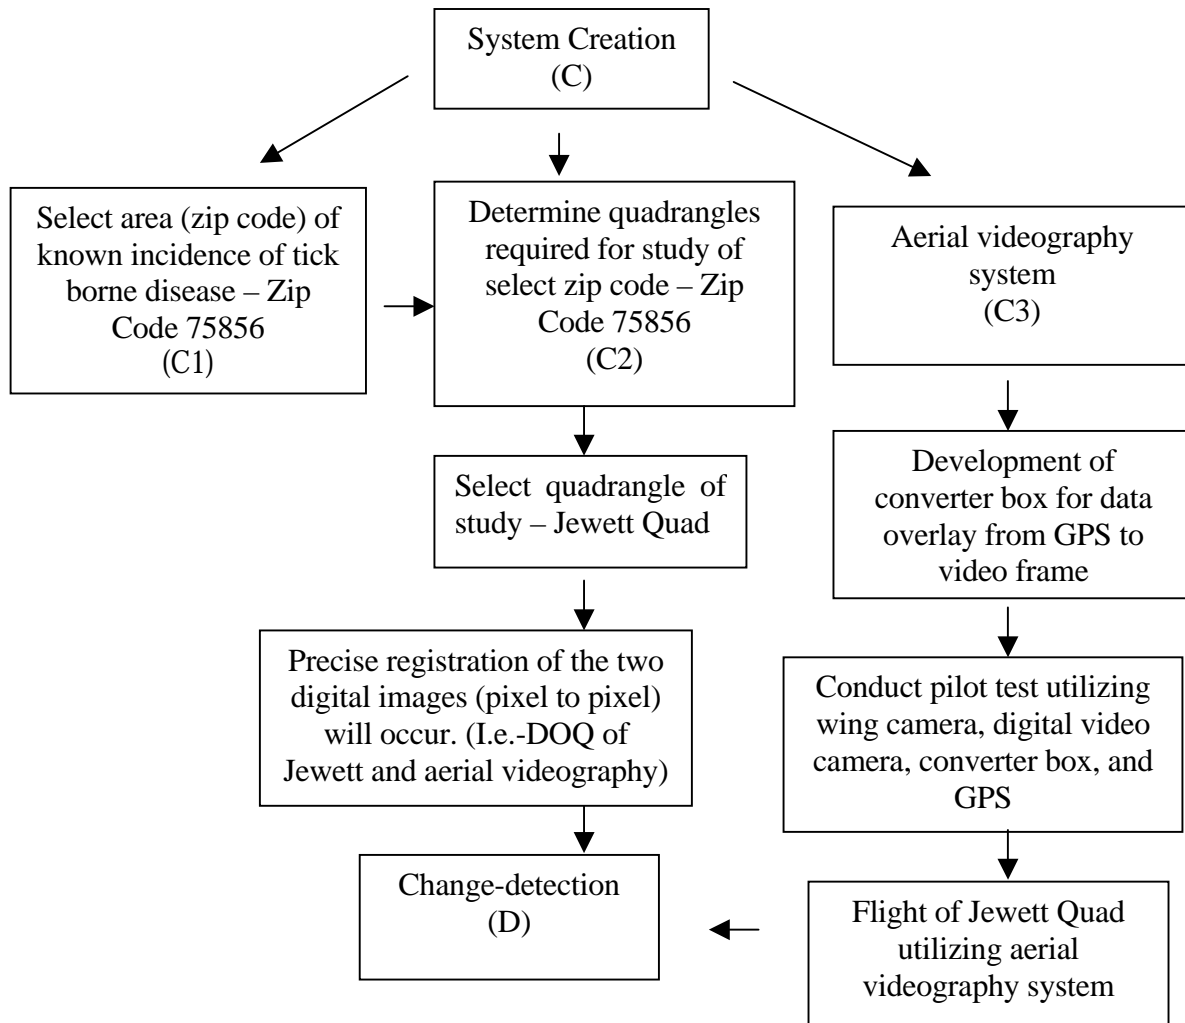 System Creation
(C)
Select area (zip code) of
known incidence of tick
borne disease – Zip
Code 75856
(C1)
Determine quadrangles
required for study of
select zip code – Zip
Code 75856
(C2)
Aerial videography
system
(C3)
Select quadrangle of
study – Jewett Quad
Development of
converter box for data
overlay from GPS to
video frame
Precise registration of the two
digital images (pixel to pixel)
will occur. (I.e.-DOQ of
Jewett and aerial videography)
Conduct pilot test utilizing
wing camera, digital video
camera, converter box, and
GPS
Change-detection
(D)
Flight of Jewett Quad
utilizing aerial
videography system